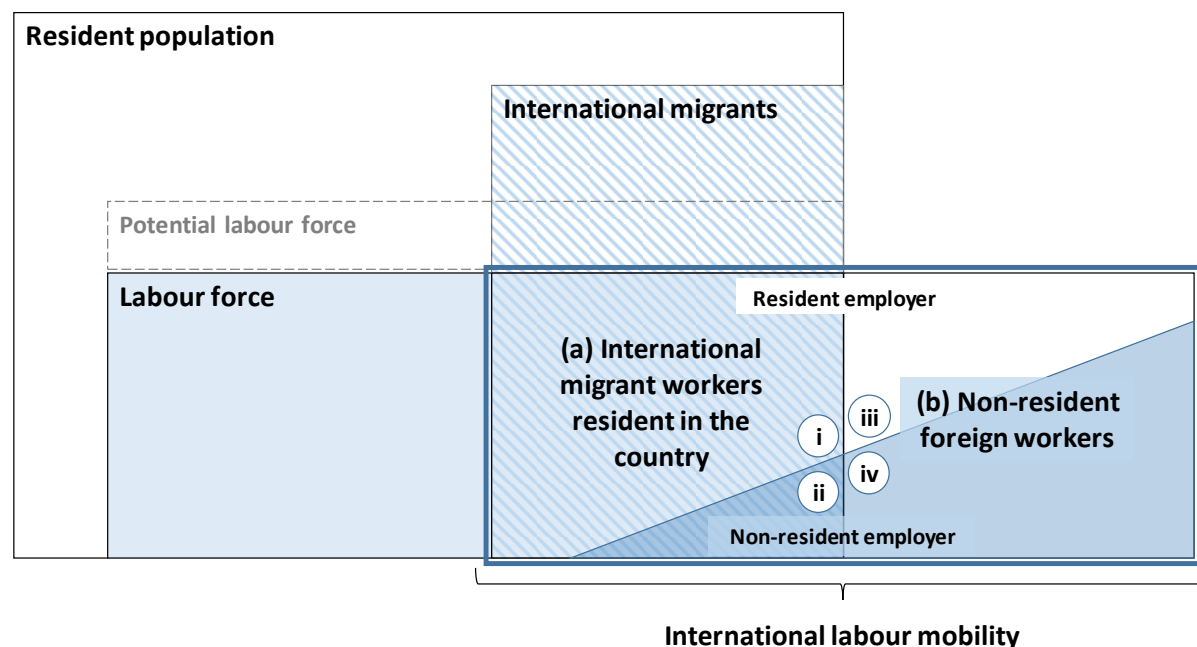 Resident population
International migrants
Potential labour force
Labour force
Resident employer
(a) International
migrant workers
resident in the
country
(b) Non-resident
foreign workers
i
iii
ii
iv
Non-resident employer
International labour mobility